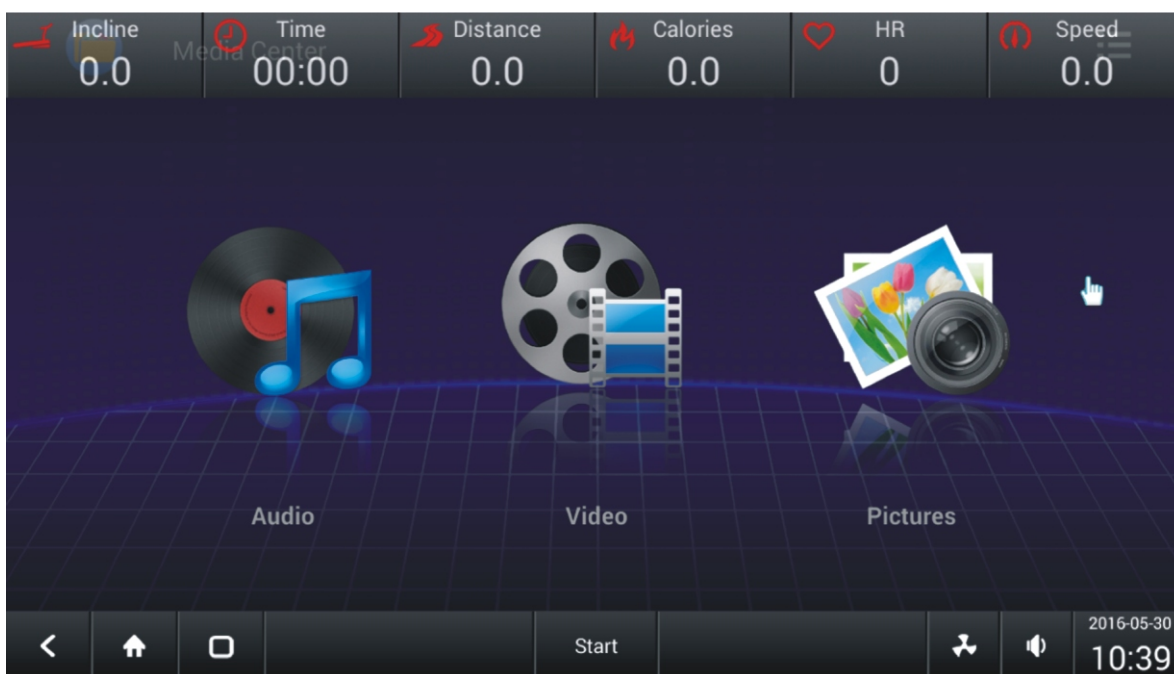 Incline
0.0
Time
00:00
Distance
0.0
Calories
0.0
HR
0
Speed
0.0
Media Center
Audio
Video
Pictures
Start
2016-05-30
10:39